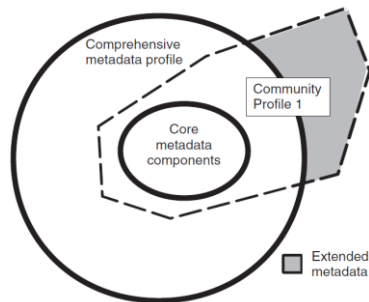 Comprehensive
metadata profile
Community
Profile 1
Core
metadata
components
Extended
metadata